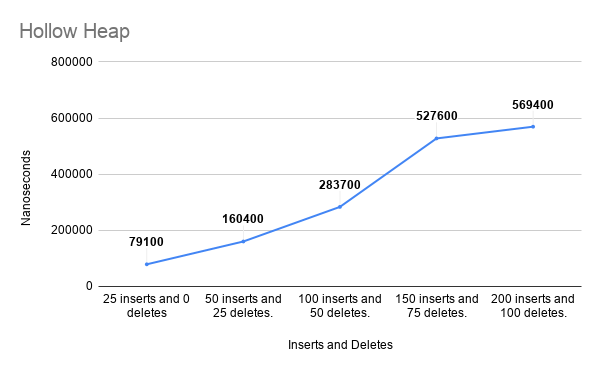 Hollow Heap
800000
600000
400000
200000
0
Nanoseconds
79100
160400
283700
527600
569400
25 inserts and 0
deletes
50 inserts and
25 deletes.
100 inserts and
50 deletes.
150 inserts and
75 deletes.
200 inserts and
100 deletes.
Inserts and Deletes